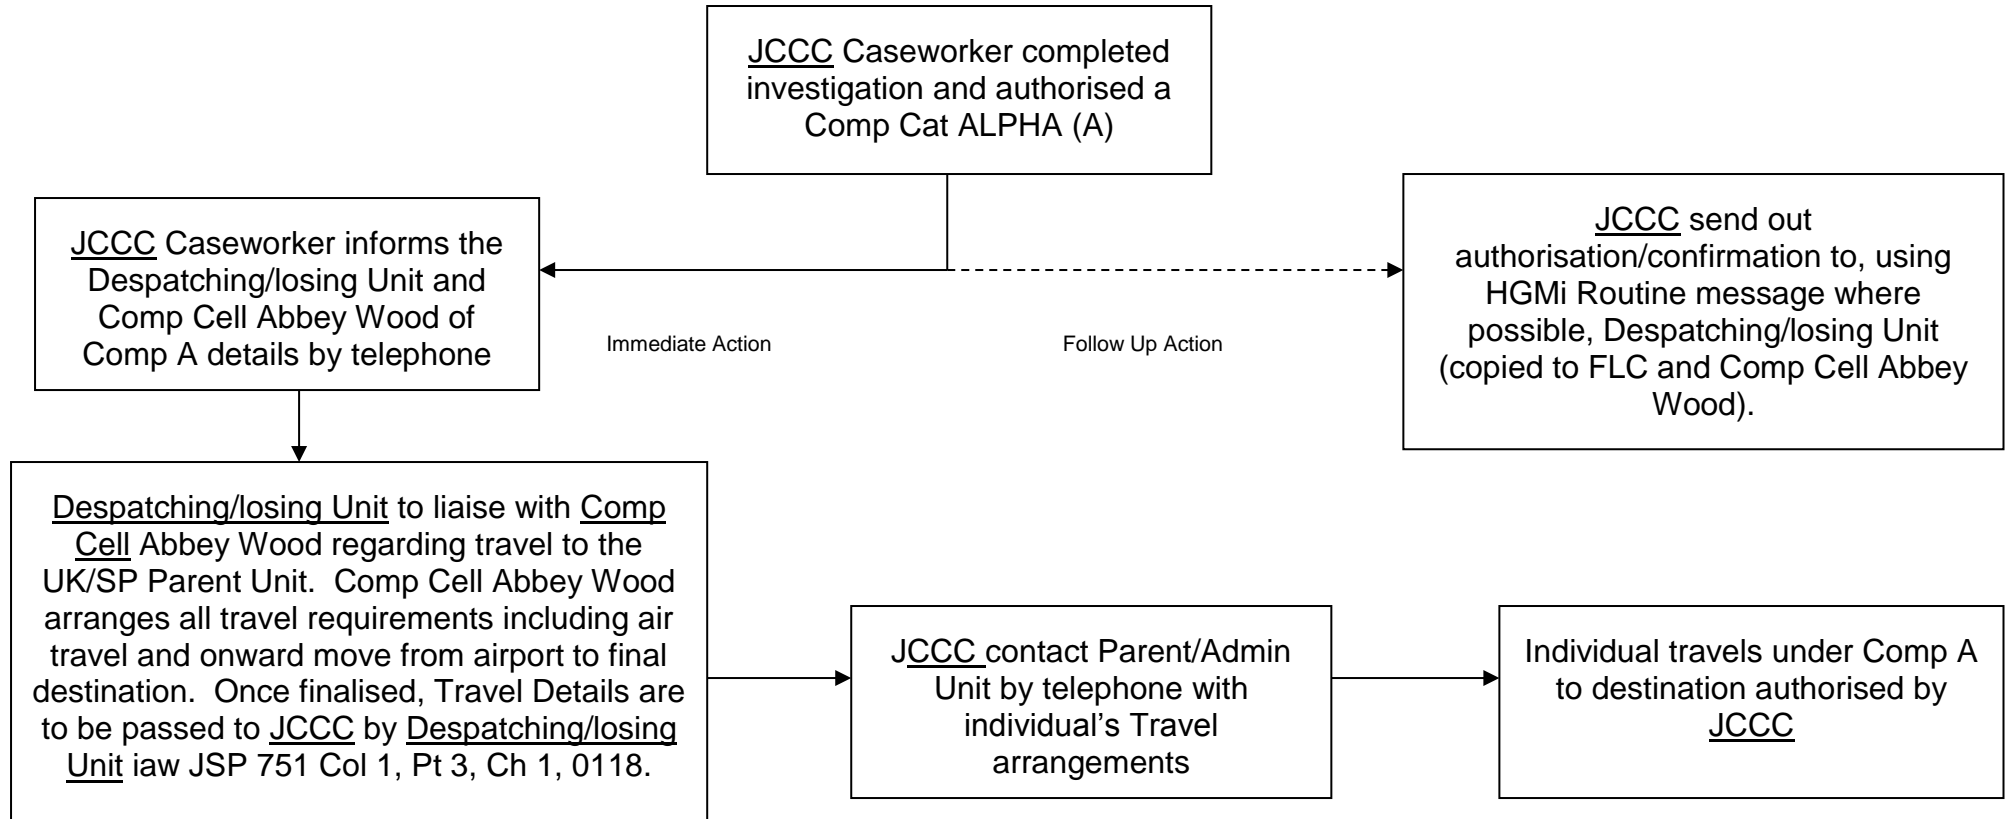 JCCC Caseworker completed
investigation and authorised a
Comp Cat ALPHA (A)
JCCC Caseworker informs the
Despatching/losing Unit and
Comp Cell Abbey Wood of
Comp A details by telephone
Immediate Action
Follow Up Action
JCCC send out
authorisation/confirmation to, using
HGMi Routine message where
possible, Despatching/losing Unit
(copied to FLC and Comp Cell Abbey
Wood).
Despatching/losing Unit to liaise with Comp
Cell Abbey Wood regarding travel to the
UK/SP Parent Unit.  Comp Cell Abbey Wood
arranges all travel requirements including air
travel and onward move from airport to final
destination.  Once finalised, Travel Details are
to be passed to JCCC by Despatching/losing
Unit iaw JSP 751 Col 1, Pt 3, Ch 1, 0118.
JCCC contact Parent/Admin
Unit by telephone with
individual’s Travel
arrangements
Individual travels under Comp A
to destination authorised by
JCCC